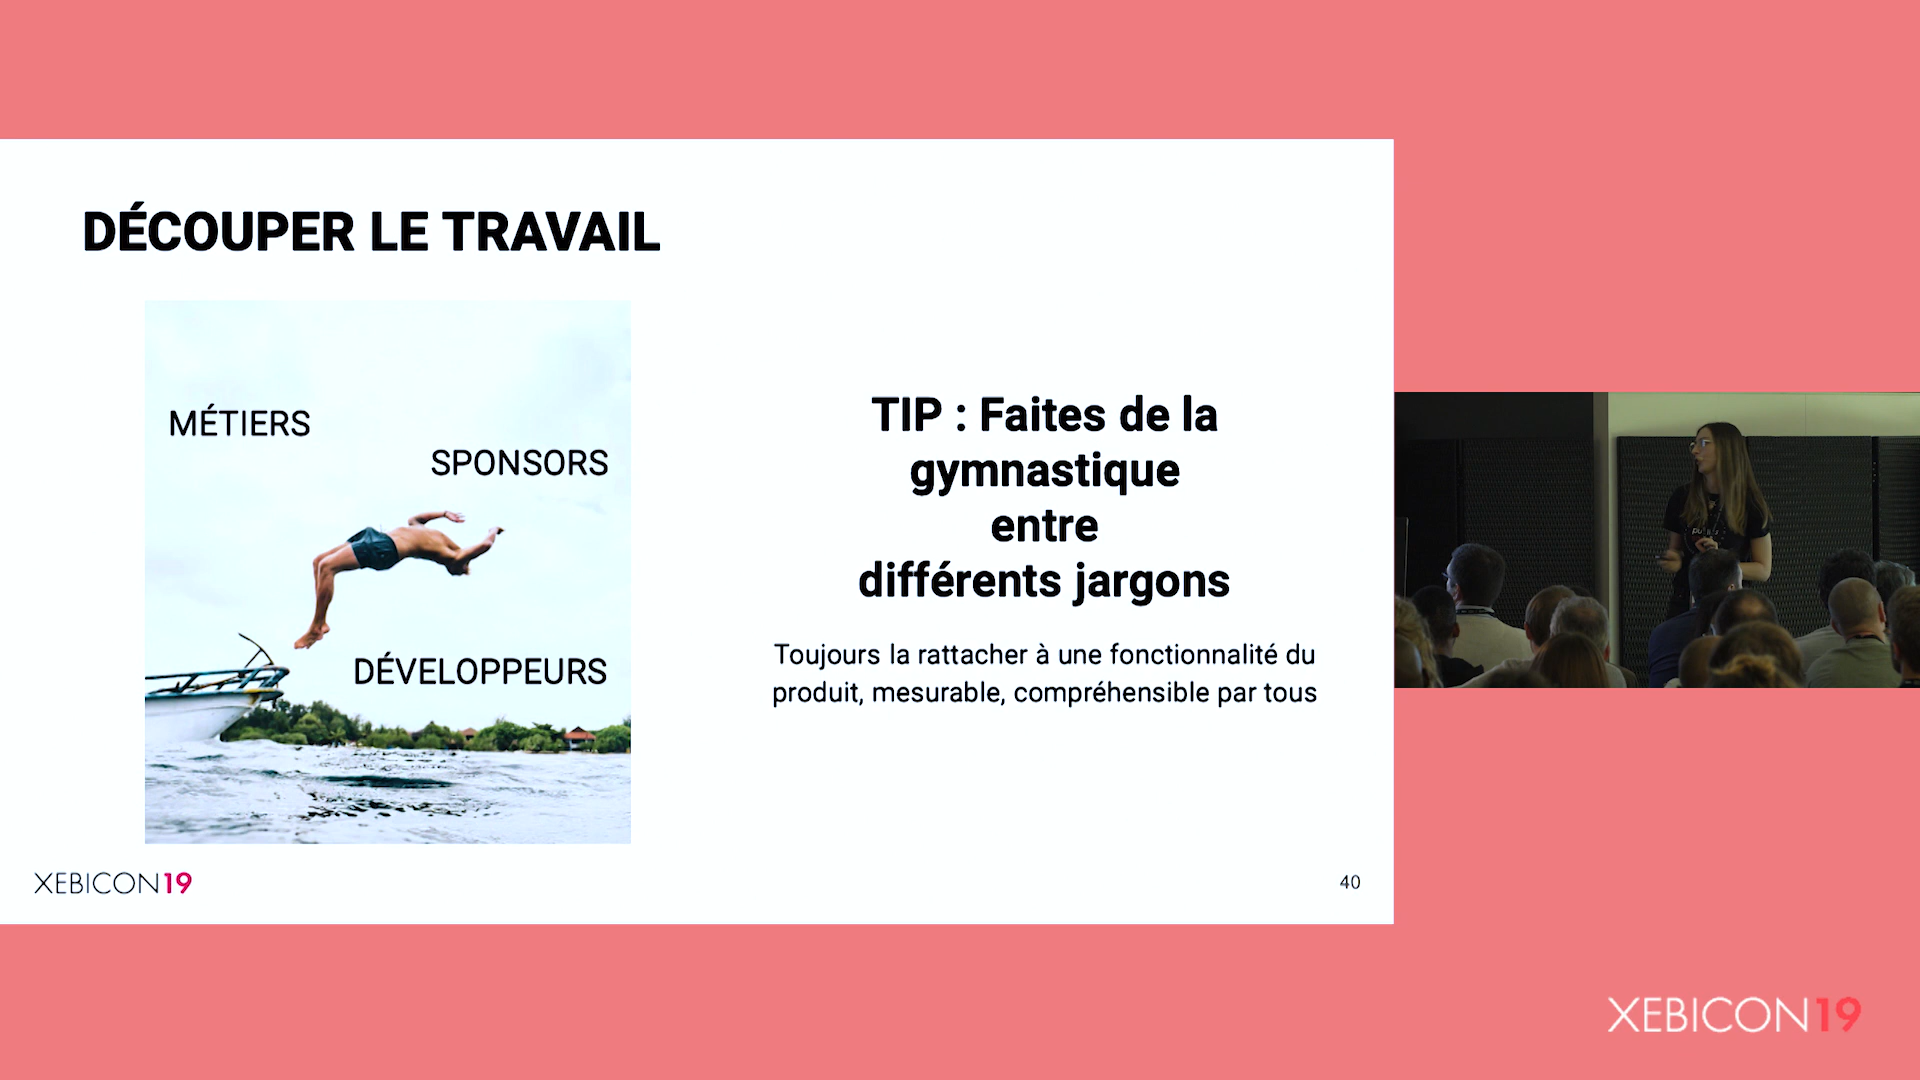 DÉCOUPER LE TRAVAIL
MÉTIERS
SPONSORS
DÉVELOPPEURS
TIP : Faites de la
gymnastique
entre
différents jargons
Toujours la rattacher à une fonctionnalité du
produit, mesurable, compréhensible par tous
XEBICON19
40
XEBICON19